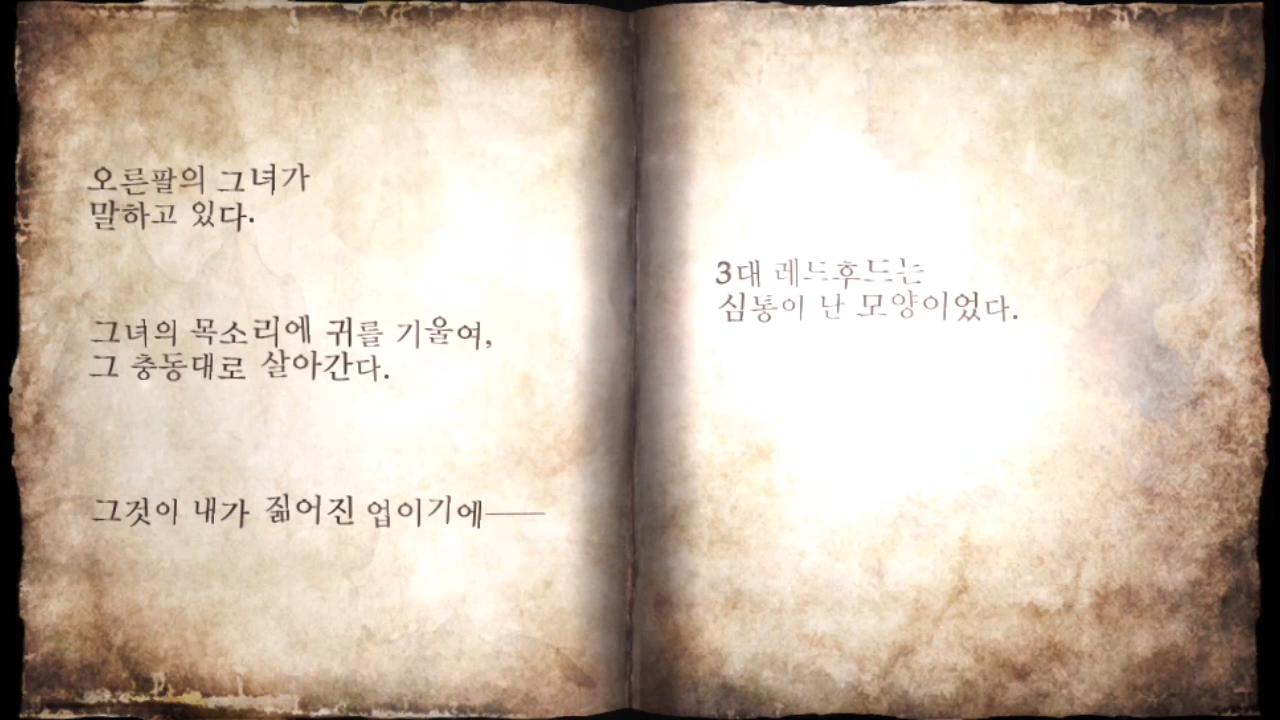 오른팔의 그녀가
말하고 있다.
그녀의 목소리에 귀를 기울여,
그 충동대로 살아간다.
그것이 내가 짊어진 업이기에──
3대 레드후드는
심통이 난 모양이었다.